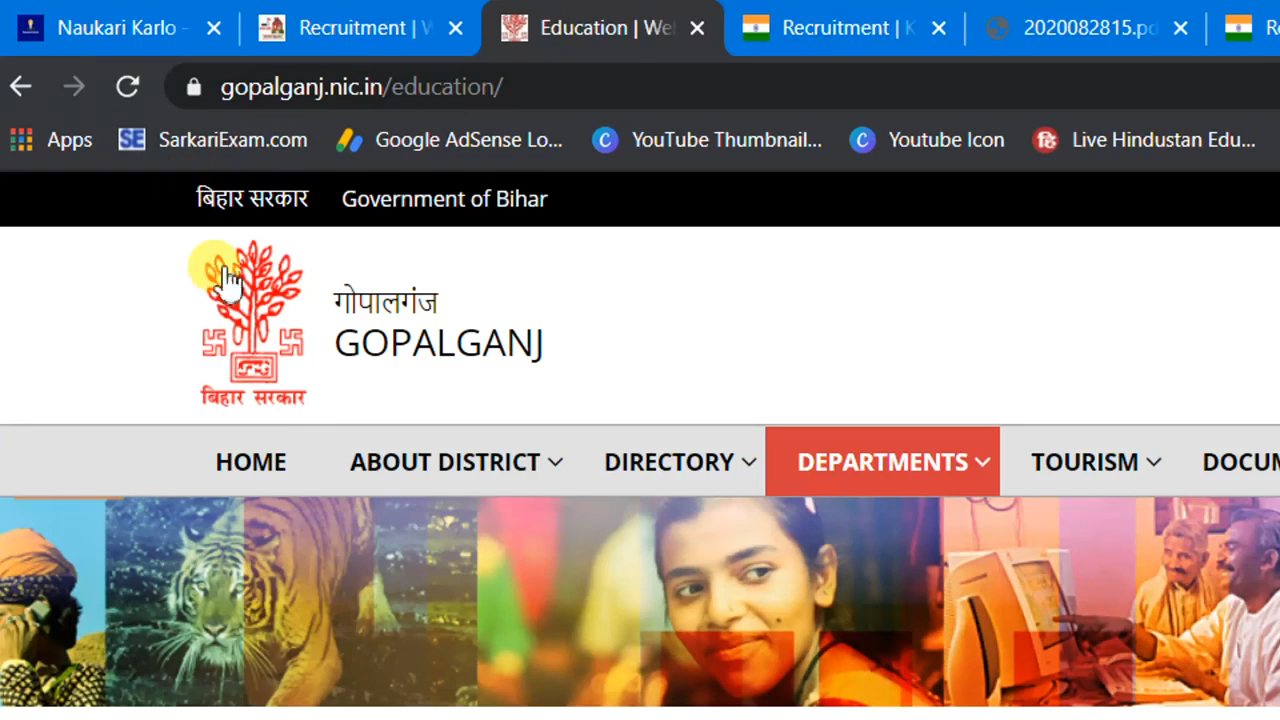 Naukari Karlo - Recruitment | W Education | Wel Recruitment | K 2020082815.pd Re
gopalganj.nic.in/education/
Apps SarkariExam.com Google AdSense Lo... YouTube Thumbnail... Youtube Icon Live Hindustan Edu...
बिहार सरकार Government of Bihar
गोपालगंज
GOPALGANJ
बिहार सरकार
HOME ABOUT DISTRICT DIRECTORY DEPARTMENTS TOURISM DOCUM